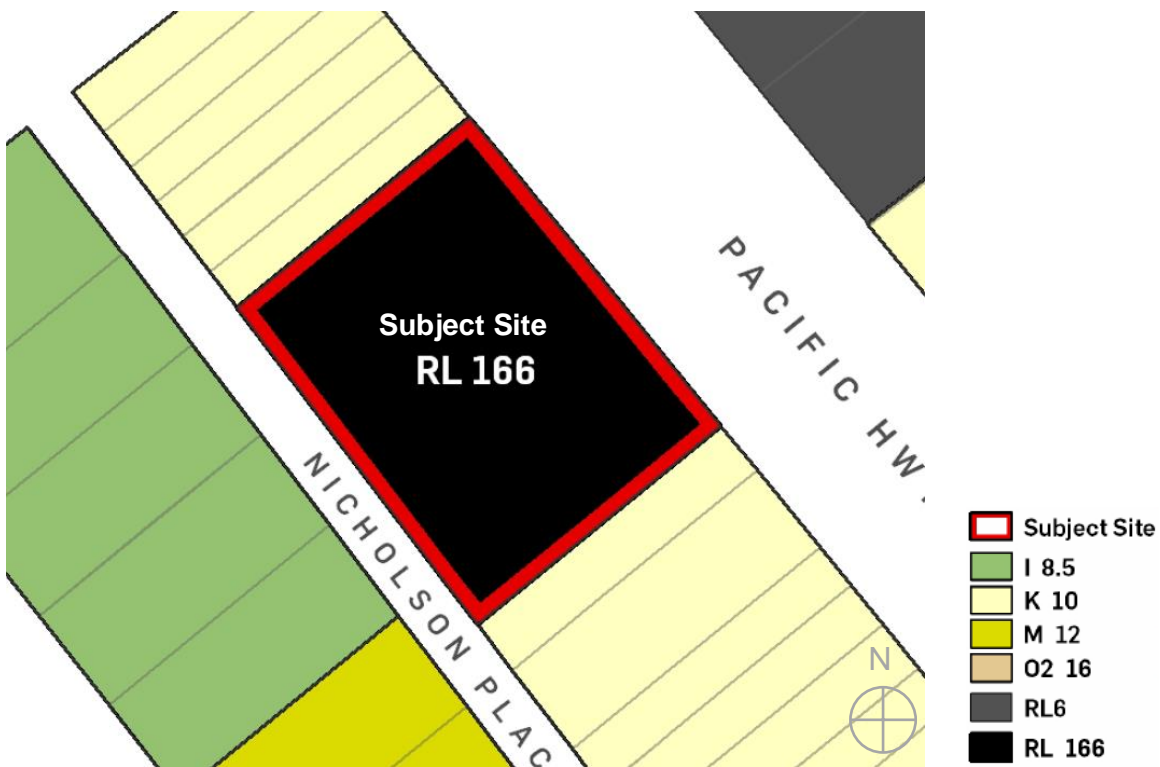 Subject Site
RL 166
PACIFIC HWY
NICHOLSON PLAC
N
Subject Site
I 8.5
K 10
M 12
O2 16
RL6
RL 166